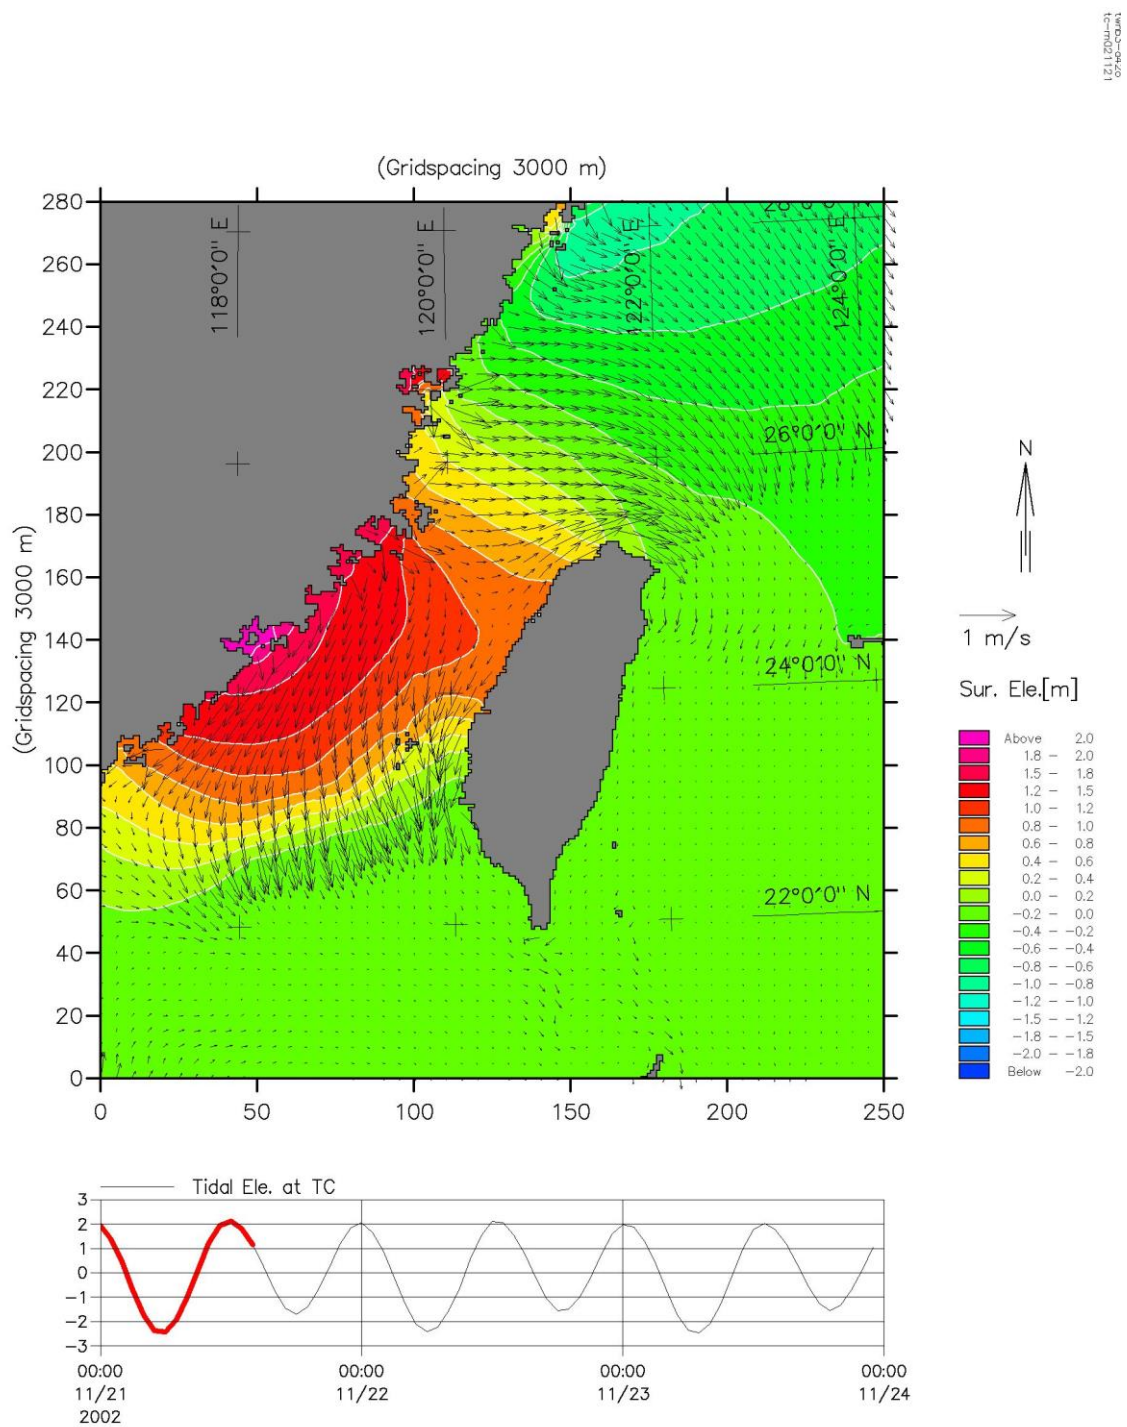 tc-m021121
(Gridspacing 3000 m)
280
260
240
220
200
180
160
140
120
100
80
60
40
20
0
(Gridspacing 3000 m)
118°0'0" E
120°0'0" E
122°0'0" E
124°0'0" E
26°0'0" N
24°0'0" N
22°0'0" N
0 50 100 150 200 250
N
1 m/s
Sur. Ele.[m]
Above 2.0
1.8 - 2.0
1.5 - 1.8
1.2 - 1.5
1.0 - 1.2
0.8 - 1.0
0.6 - 0.8
0.4 - 0.6
0.2 - 0.4
0.0 - 0.2
-0.2 - 0.0
-0.4 - -0.2
-0.6 - -0.4
-0.8 - -0.6
-1.0 - -0.8
-1.2 - -1.0
-1.5 - -1.2
-1.8 - -1.5
-2.0 - -1.8
Below -2.0
Tidal Ele. at TC
3
2
1
0
-1
-2
-3
00:00 00:00 00:00 00:00
11/21 11/22 11/23 11/24
2002